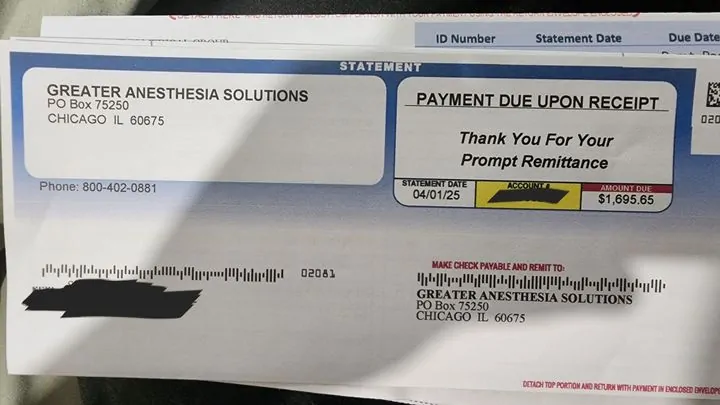 ID Number Statement Date Due Date
STATEMENT
GREATER ANESTHESIA SOLUTIONS
PO Box 75250
CHICAGO IL 60675
Phone: 800-402-0881
PAYMENT DUE UPON RECEIPT
Thank You For Your
Prompt Remittance
STATEMENT DATE ACCOUNT # AMOUNT DUE
04/01/25 $1,695.65
020
02081
MAKE CHECK PAYABLE AND REMIT TO:
GREATER ANESTHESIA SOLUTIONS
PO Box 75250
CHICAGO IL 60675
DETACH TOP PORTION AND RETURN WITH PAYMENT IN ENCLOSED ENVELOPE